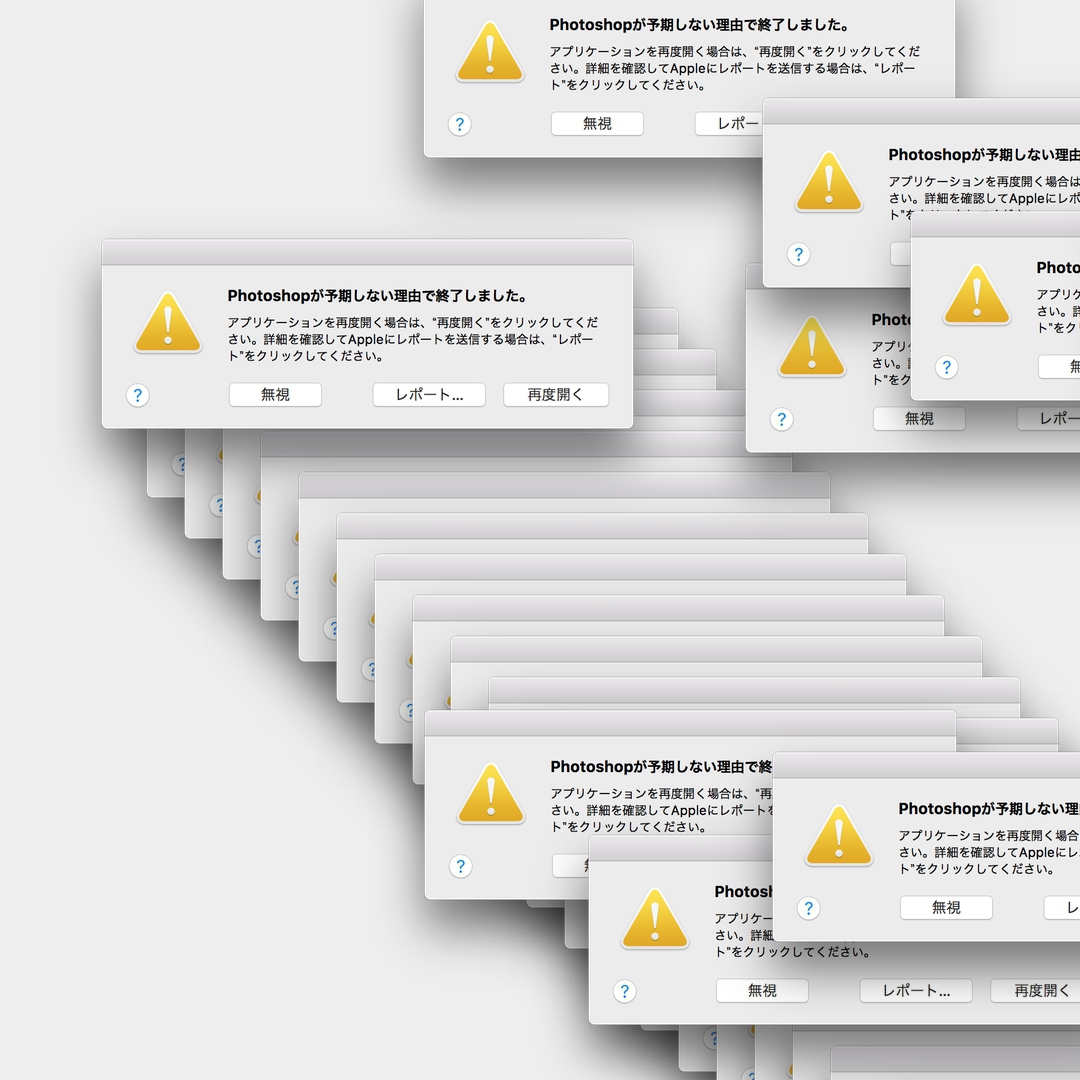 Photoshopが予期しない理由で終了しました。
アプリケーションを再度開く場合は、“再度開く”をクリックしてくだ
さい。詳細を確認してAppleにレポートを送信する場合は、“レポー
ト”をクリックしてください。
?
無視
レポー
Photoshopが予期しない理由
アプリケーションを再度開く場合は
さい。詳細を確認してAppleにレポ
?
Photoshopが予期しない理由で終了しました。
アプリケーションを再度開く場合は、“再度開く”をクリックしてくだ
さい。詳細を確認してAppleにレポートを送信する場合は、“レポー
ト”をクリックしてください。
?
無視
レポート...
再度開く
Photo
アプリ
さい。詳
ト”をク
?
無
Photo
アプリ
さい。詳
ト”をク
?
無視
レポー
?
?
?
?
?
?
?
Photoshopが予期しない理由で終
アプリケーションを再度開く場合は、“再
さい。詳細を確認してAppleにレポートを
ト”をクリックしてください。
?
Photoshopが予期しない理
アプリケーションを再度開く場合
さい。詳細を確認してAppleにレ
ト”をクリックしてください。
?
無視
レ
Photosh
アプリケー
さい。詳細
ト”をクリックしてください。
?
無視
レポート...
再度開く
?
?